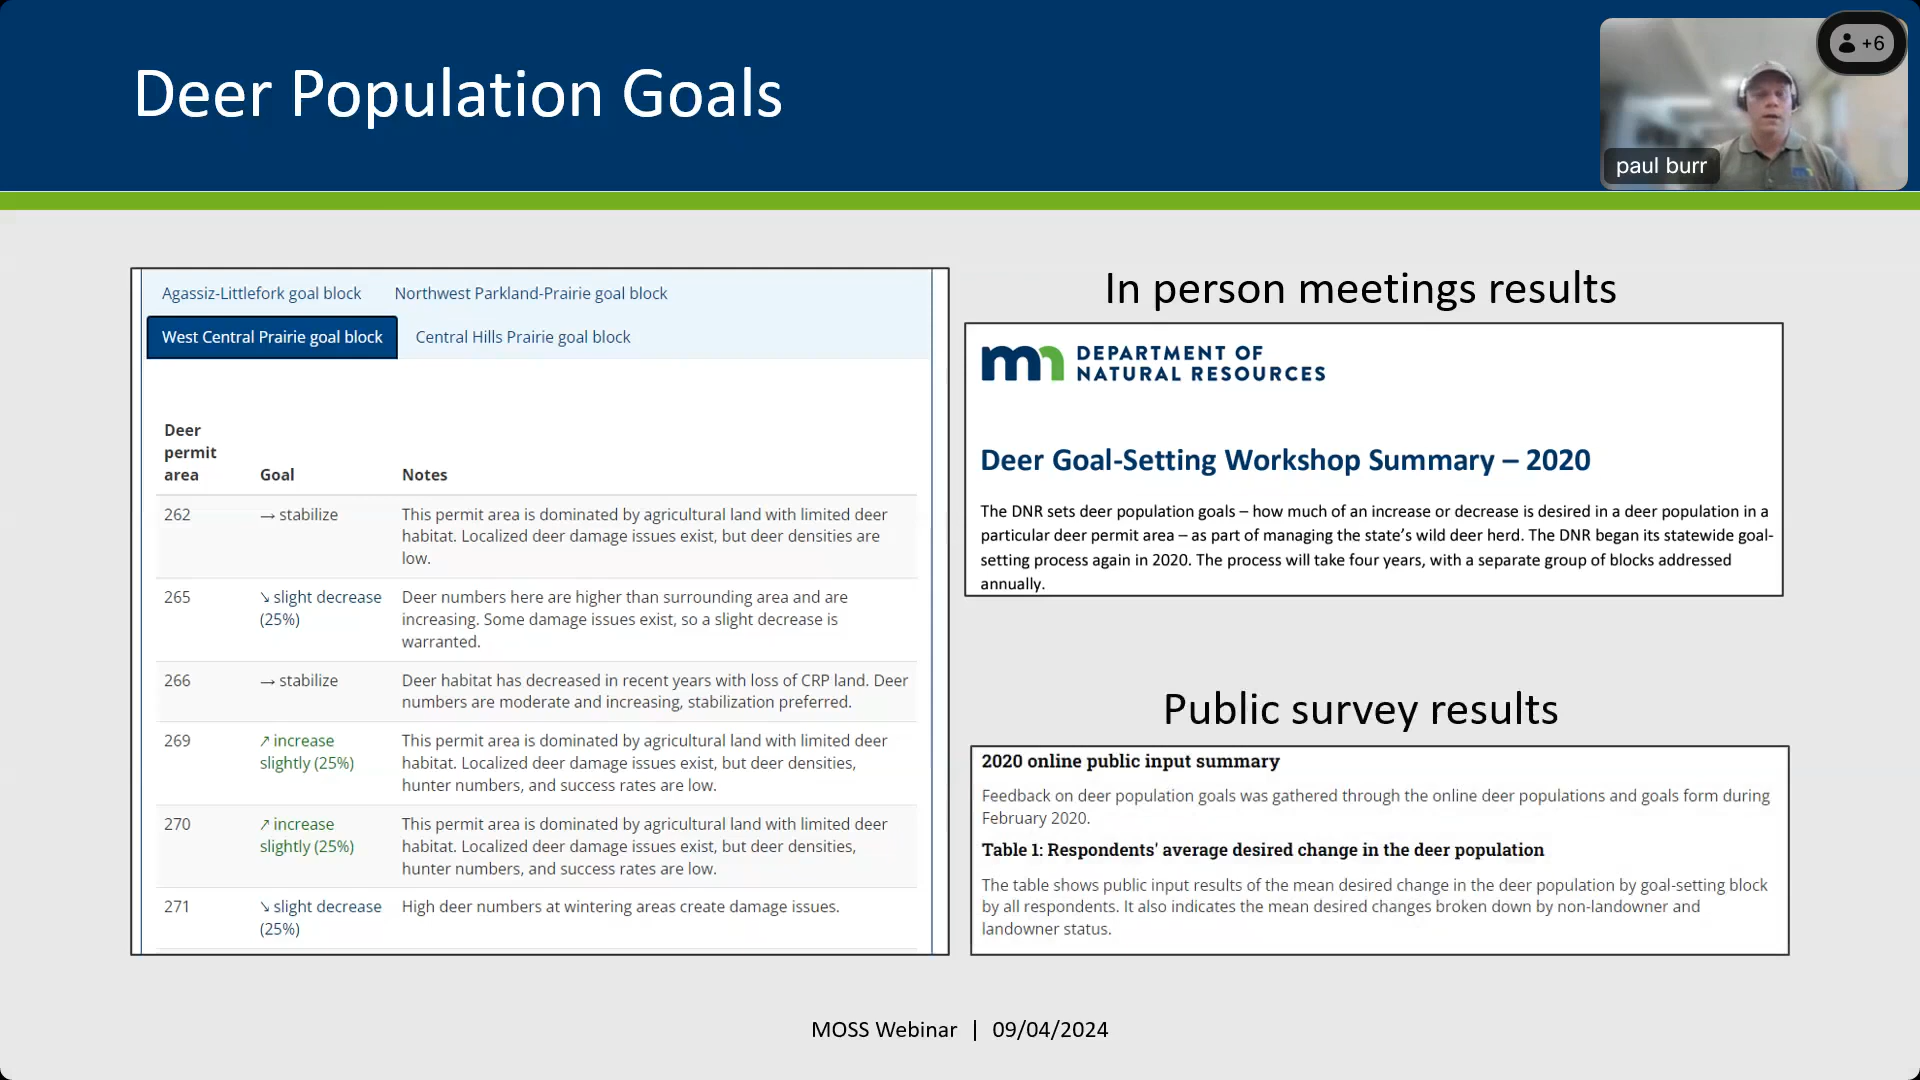 Deer Population Goals
+6
paul burr
Agassiz-Littlefork goal block
Northwest Parkland-Prairie goal block
West Central Prairie goal block
Central Hills Prairie goal block
Deer
permit
area
Goal
Notes
262
→ stabilize
This permit area is dominated by agricultural land with limited deer
habitat. Localized deer damage issues exist, but deer densities are
low.
265
↘ slight decrease
(25%)
Deer numbers here are higher than surrounding area and are
increasing. Some damage issues exist, so a slight decrease is
warranted.
266
→ stabilize
Deer habitat has decreased in recent years with loss of CRP land. Deer
numbers are moderate and increasing, stabilization preferred.
269
↗ increase
slightly (25%)
This permit area is dominated by agricultural land with limited deer
habitat. Localized deer damage issues exist, but deer densities,
hunter numbers, and success rates are low.
270
↗ increase
slightly (25%)
This permit area is dominated by agricultural land with limited deer
habitat. Localized deer damage issues exist, but deer densities,
hunter numbers, and success rates are low.
271
↘ slight decrease
(25%)
High deer numbers at wintering areas create damage issues.
In person meetings results
mn DEPARTMENT OF
NATURAL RESOURCES
Deer Goal-Setting Workshop Summary – 2020
The DNR sets deer population goals – how much of an increase or decrease is desired in a deer population in a
particular deer permit area – as part of managing the state’s wild deer herd. The DNR began its statewide goal-
setting process again in 2020. The process will take four years, with a separate group of blocks addressed
annually.
Public survey results
2020 online public input summary
Feedback on deer population goals was gathered through the online deer populations and goals form during
February 2020.
Table 1: Respondents' average desired change in the deer population
The table shows public input results of the mean desired change in the deer population by goal-setting block
by all respondents. It also indicates the mean desired changes broken down by non-landowner and
landowner status.
MOSS Webinar | 09/04/2024